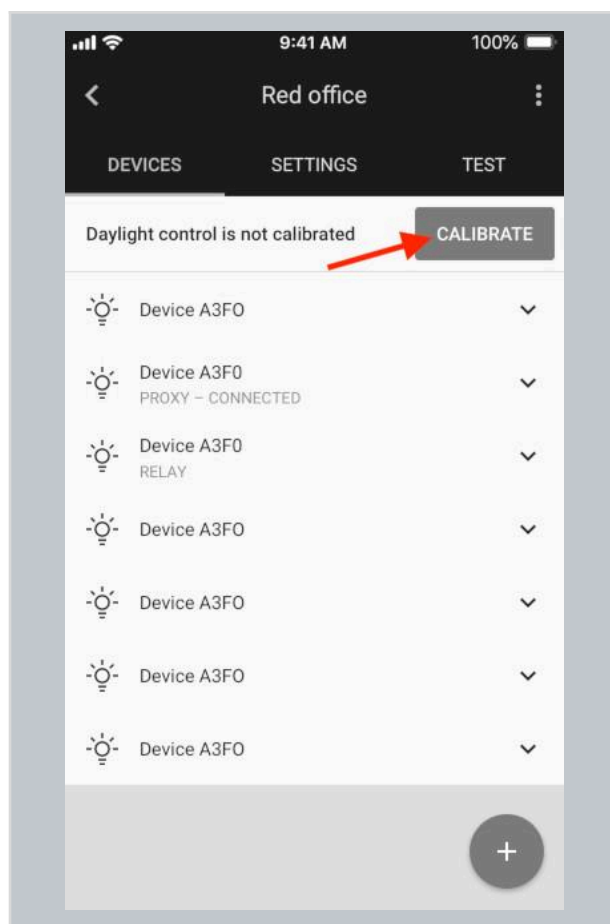 9:41 AM
100%
Red office
DEVICES SETTINGS TEST
Daylight control is not calibrated CALIBRATE
Device A3FO
Device A3F0
PROXY – CONNECTED
Device A3F0
RELAY
Device A3FO
Device A3FO
Device A3FO
Device A3FO